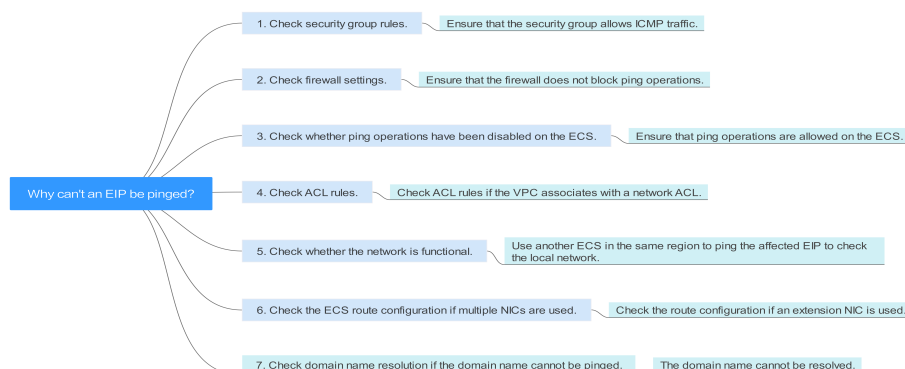 1. Check security group rules.
Ensure that the security group allows ICMP traffic.
2. Check firewall settings.
Ensure that the firewall does not block ping operations.
3. Check whether ping operations have been disabled on the ECS.
Ensure that ping operations are allowed on the ECS.
Why can't an EIP be pinged?
4. Check ACL rules.
Check ACL rules if the VPC associates with a network ACL.
5. Check whether the network is functional.
Use another ECS in the same region to ping the affected EIP to check
the local network.
6. Check the ECS route configuration if multiple NICs are used.
Check the route configuration if an extension NIC is used.
7. Check domain name resolution if the domain name cannot be pinged.
The domain name cannot be resolved.